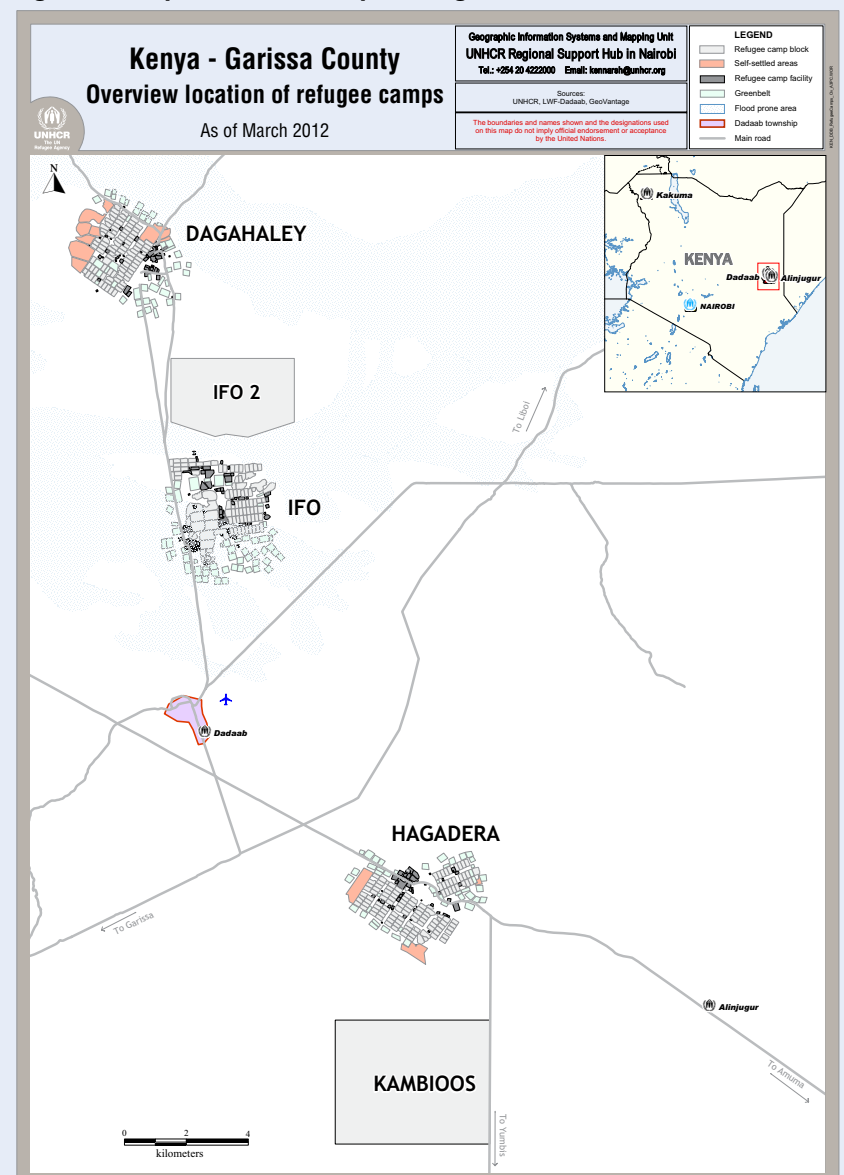 Kenya - Garissa County
Overview location of refugee camps
As of March 2012
UNHCR
The UN
Refugee Agency
Geographic Information Systems and Mapping Unit
UNHCR Regional Support Hub in Nairobi
Tel.: +254 20 4222000 Email: kennarsh@unhcr.org
Sources:
UNHCR, LWF-Dadaab, GeoVantage
The boundaries and names shown and the designations used
on this map do not imply official endorsement or acceptance
by the United Nations.
LEGEND
Refugee camp block
Self-settled areas
Refugee camp facility
Greenbelt
Flood prone area
Dadaab township
Main road
N
Kakuma
KENYA
Dadaab
Alinjugur
NAIROBI
DAGAHALEY
IFO 2
To Liboi
IFO
Dadaab
HAGADERA
To Garissa
Alinjugur
KAMBIOOS
To Amuma
To Yumbis
0 2 4
kilometers